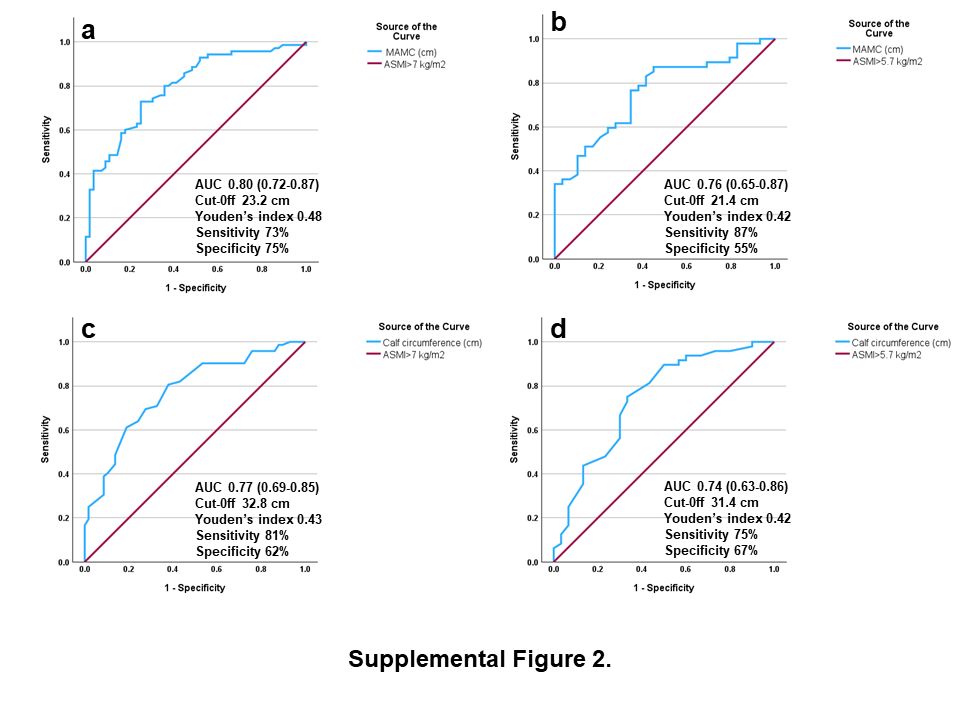 a
Source of the
Curve
MAMC (cm)
ASMI>7 kg/m2
1.0
0.8
0.6
0.4
0.2
0.0
Sensitivity
AUC 0.80 (0.72-0.87)
Cut-0ff 23.2 cm
Youden's index 0.48
Sensitivity 73%
Specificity 75%
0.0 0.2 0.4 0.6 0.8 1.0
1 - Specificity
b
Source of the
Curve
MAMC (cm)
ASMI>5.7 kg/m2
1.0
0.8
0.6
0.4
0.2
0.0
Sensitivity
AUC 0.76 (0.65-0.87)
Cut-0ff 21.4 cm
Youden's index 0.42
Sensitivity 87%
Specificity 55%
0.0 0.2 0.4 0.6 0.8 1.0
1 - Specificity
c
Source of the Curve
Calf circumference (cm)
ASMI>7 kg/m2
1.0
0.8
0.6
0.4
0.2
0.0
Sensitivity
AUC 0.77 (0.69-0.85)
Cut-0ff 32.8 cm
Youden's index 0.43
Sensitivity 81%
Specificity 62%
0.0 0.2 0.4 0.6 0.8 1.0
1 - Specificity
d
Source of the Curve
Calf circumference (cm)
ASMI>5.7 kg/m2
1.0
0.8
0.6
0.4
0.2
0.0
Sensitivity
AUC 0.74 (0.63-0.86)
Cut-0ff 31.4 cm
Youden's index 0.42
Sensitivity 75%
Specificity 67%
0.0 0.2 0.4 0.6 0.8 1.0
1 - Specificity
Supplemental Figure 2.